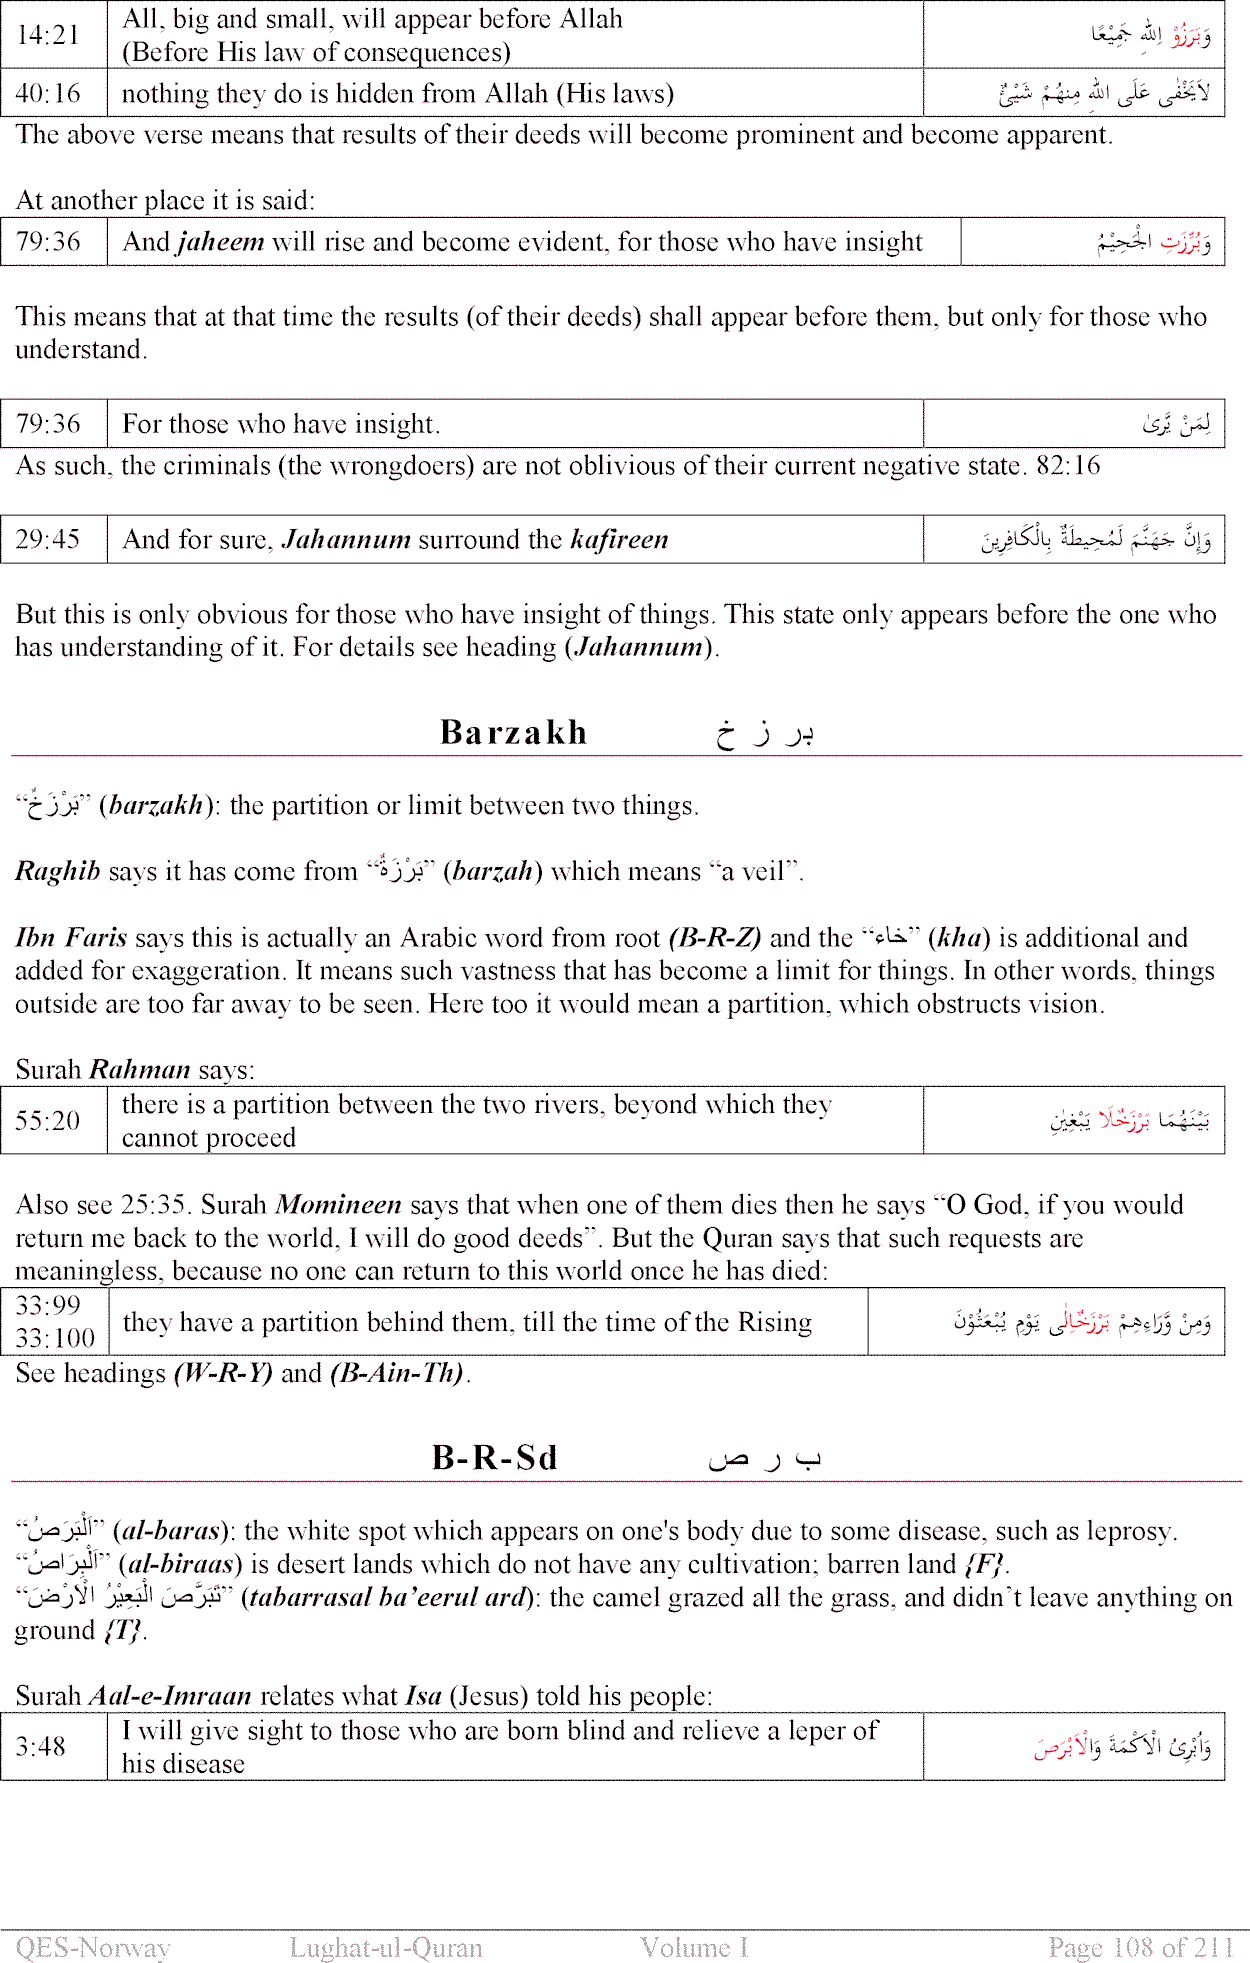 14:21 All, big and small, will appear before Allah وَبَرَزُوْ اللهِ جَمِيْعًا
(Before His law of consequences)
40:16 nothing they do is hidden from Allah (His laws) لاَيَخْفٰى عَلَى اللهِ مِنهُمْ شَيْئٌ
The above verse means that results of their deeds will become prominent and become apparent.
At another place it is said:
79:36 And jaheem will rise and become evident, for those who have insight وَبُرِّزَتِ الْجَحِيْمُ
This means that at that time the results (of their deeds) shall appear before them, but only for those who
understand.
79:36 For those who have insight. لِمَنْ يَّرىٰ
As such, the criminals (the wrongdoers) are not oblivious of their current negative state. 82:16
29:45 And for sure, Jahannum surround the kafireen وَإِنَّ جَهَنَّمَ لَمُحِيطَةٌ بِالْكَافِرِينَ
But this is only obvious for those who have insight of things. This state only appears before the one who
has understanding of it. For details see heading (Jahannum).
Barzakh بر ز خ
“بَرْزَخٌ” (barzakh): the partition or limit between two things.
Raghib says it has come from “بَرْزَةٌ” (barzah) which means “a veil”.
Ibn Faris says this is actually an Arabic word from root (B-R-Z) and the “خاء” (kha) is additional and
added for exaggeration. It means such vastness that has become a limit for things. In other words, things
outside are too far away to be seen. Here too it would mean a partition, which obstructs vision.
Surah Rahman says:
55:20 there is a partition between the two rivers, beyond which they بَيْنَهُمَا بَرْزَخٌلَا يَبْغِيٰنِ
cannot proceed
Also see 25:35. Surah Momineen says that when one of them dies then he says “O God, if you would
return me back to the world, I will do good deeds”. But the Quran says that such requests are
meaningless, because no one can return to this world once he has died:
33:99
33:100 they have a partition behind them, till the time of the Rising وَمِنْ وَّرَاءِهِمْ بَرْزَخٌاِلٰى يَوْمِ يُبْعَثُوْنَ
See headings (W-R-Y) and (B-Ain-Th).
B-R-Sd ب ر ص
“اَلْبَرَصُ” (al-baras): the white spot which appears on one's body due to some disease, such as leprosy.
“اَلْبِرَاصُ” (al-biraas) is desert lands which do not have any cultivation; barren land {F}.
“تَبَرَّصَ الْبَعِيْرُ الْاَرْضَ” (tabarrasal ba’eerul ard): the camel grazed all the grass, and didn’t leave anything on
ground {T}.
Surah Aal-e-Imraan relates what Isa (Jesus) told his people:
3:48 I will give sight to those who are born blind and relieve a leper of وَاُبْرِئُ الْاَكْمَةَ وَالْاَبْرَصَ
his disease
QES-Norway Lughat-ul-Quran Volume I Page 108 of 211